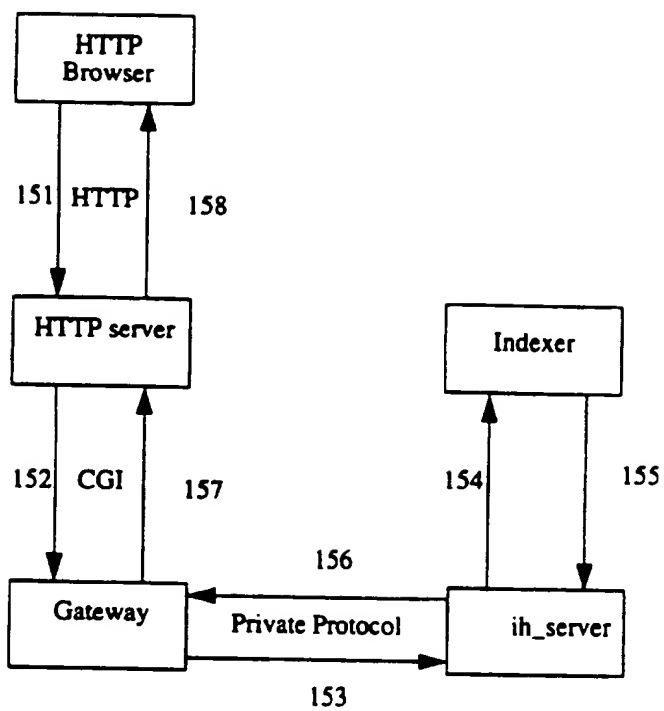 HTTP
Browser
151 HTTP 158
HTTP server
Indexer
152 CGI 157
154 155
156
Gateway
Private Protocol
ih_server
153